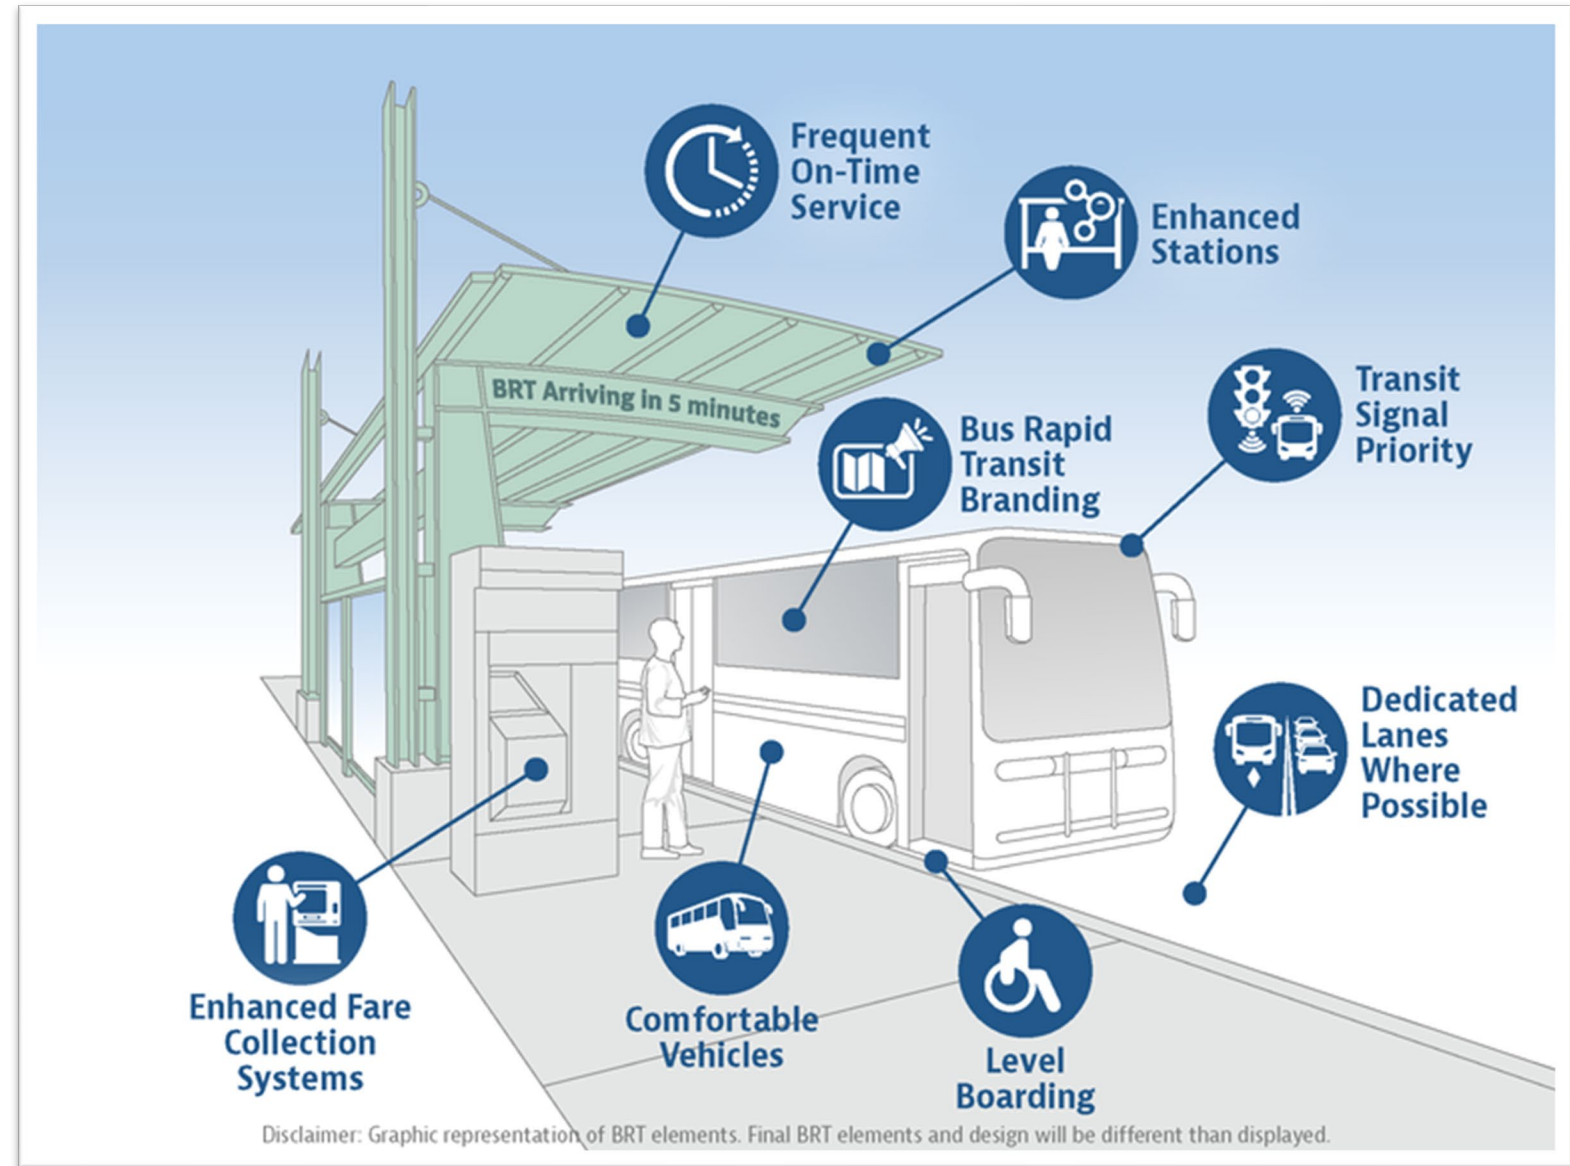 Frequent
On-Time
Service
Enhanced
Stations
Transit
Signal
Priority
BRT Arriving in 5 minutes
Bus Rapid
Transit
Branding
Dedicated
Lanes
Where
Possible
Enhanced Fare
Collection
Systems
Comfortable
Vehicles
Level
Boarding
Disclaimer: Graphic representation of BRT elements. Final BRT elements and design will be different than displayed.